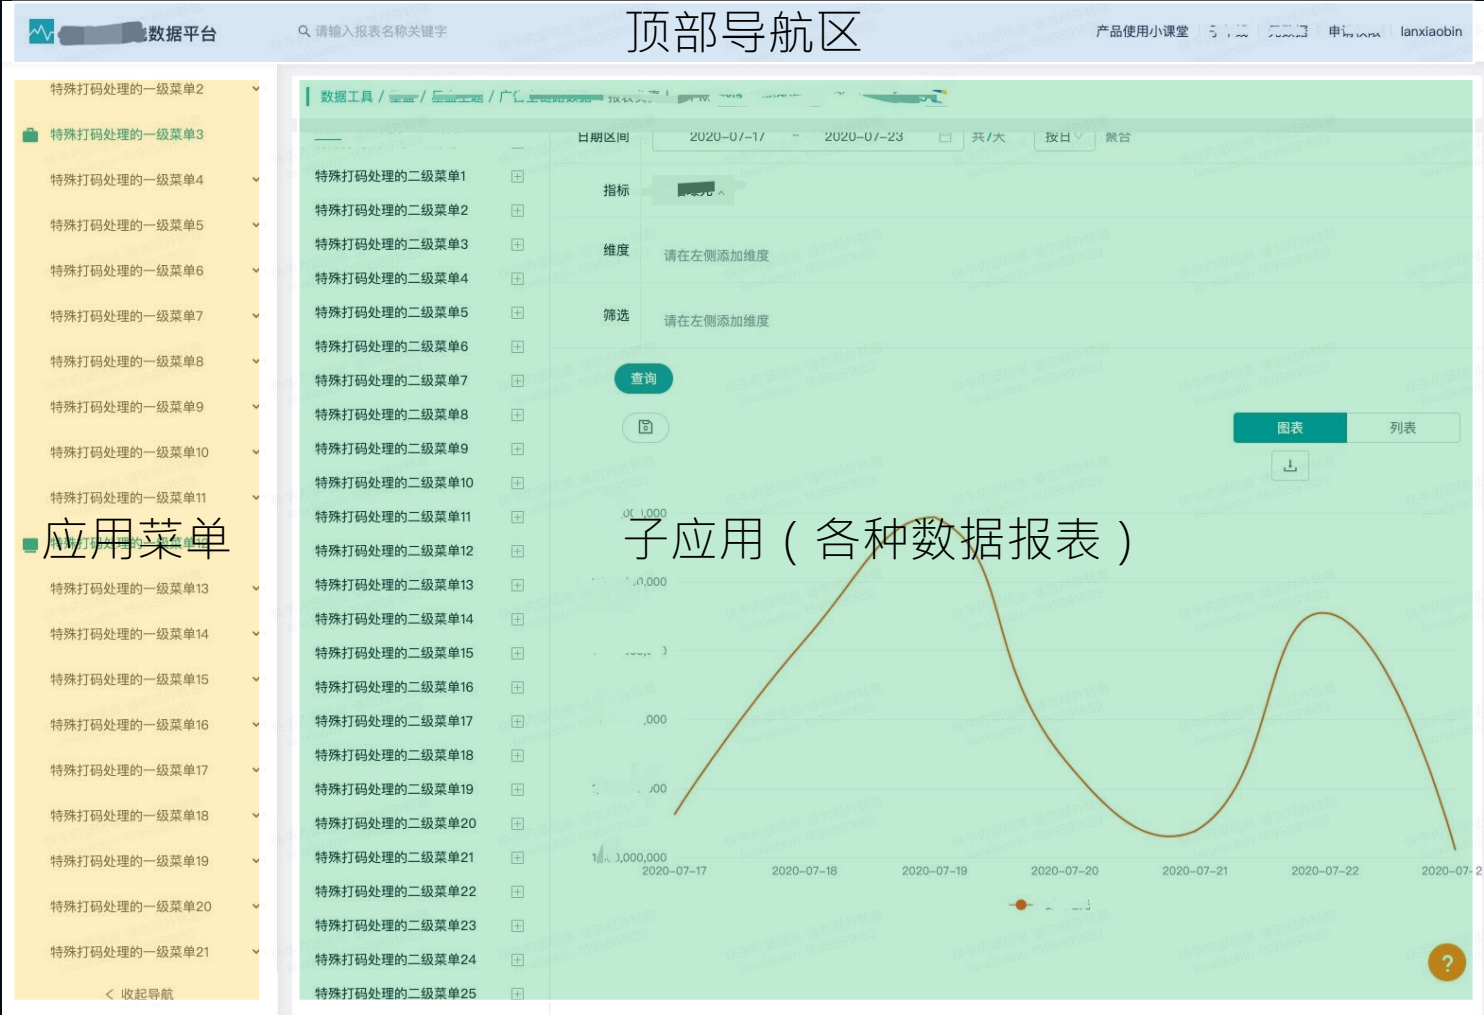 数据平台
请输入报表名称关键字
顶部导航区
产品使用小课堂
lanxiaobin
特殊打码处理的一级菜单2
特殊打码处理的一级菜单3
特殊打码处理的一级菜单4
特殊打码处理的一级菜单5
特殊打码处理的一级菜单6
特殊打码处理的一级菜单7
特殊打码处理的一级菜单8
特殊打码处理的一级菜单9
特殊打码处理的一级菜单10
特殊打码处理的一级菜单11
应用菜单
特殊打码处理的一级菜单12
特殊打码处理的一级菜单13
特殊打码处理的一级菜单14
特殊打码处理的一级菜单15
特殊打码处理的一级菜单16
特殊打码处理的一级菜单17
特殊打码处理的一级菜单18
特殊打码处理的一级菜单19
特殊打码处理的一级菜单20
特殊打码处理的一级菜单21
收起导航
数据工具 /
特殊打码处理的二级菜单1
特殊打码处理的二级菜单2
特殊打码处理的二级菜单3
特殊打码处理的二级菜单4
特殊打码处理的二级菜单5
特殊打码处理的二级菜单6
特殊打码处理的二级菜单7
特殊打码处理的二级菜单8
特殊打码处理的二级菜单9
特殊打码处理的二级菜单10
特殊打码处理的二级菜单11
特殊打码处理的二级菜单12
特殊打码处理的二级菜单13
特殊打码处理的二级菜单14
特殊打码处理的二级菜单15
特殊打码处理的二级菜单16
特殊打码处理的二级菜单17
特殊打码处理的二级菜单18
特殊打码处理的二级菜单19
特殊打码处理的二级菜单20
特殊打码处理的二级菜单21
特殊打码处理的二级菜单22
特殊打码处理的二级菜单23
特殊打码处理的二级菜单24
特殊打码处理的二级菜单25
日期区间 2020-07-17 ~ 2020-07-23 共7天 按日 聚合
指标
维度 请在左侧添加维度
筛选 请在左侧添加维度
查询
图表 列表
子应用（各种数据报表）
2020-07-17 2020-07-18 2020-07-19 2020-07-20 2020-07-21 2020-07-22 2020-07-2
?